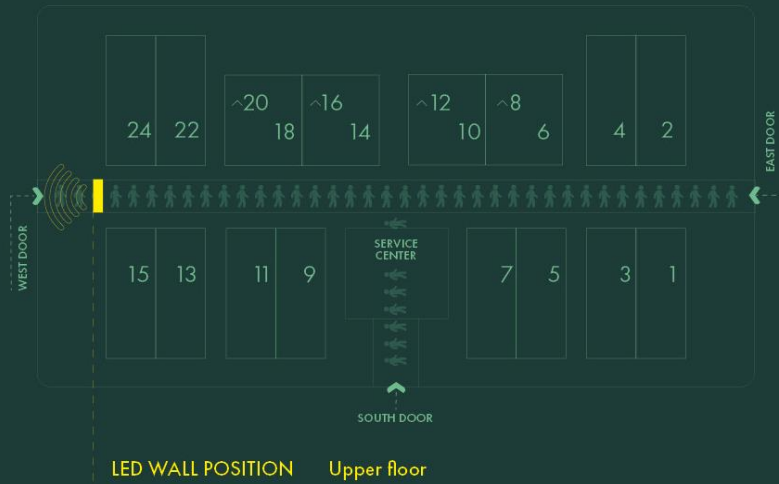 ^20 ^16 ^12 ^8
24 22 18 14 10 6 4 2
EAST DOOR
WEST DOOR
SERVICE
CENTER
15 13 11 9 7 5 3 1
SOUTH DOOR
LED WALL POSITION Upper floor